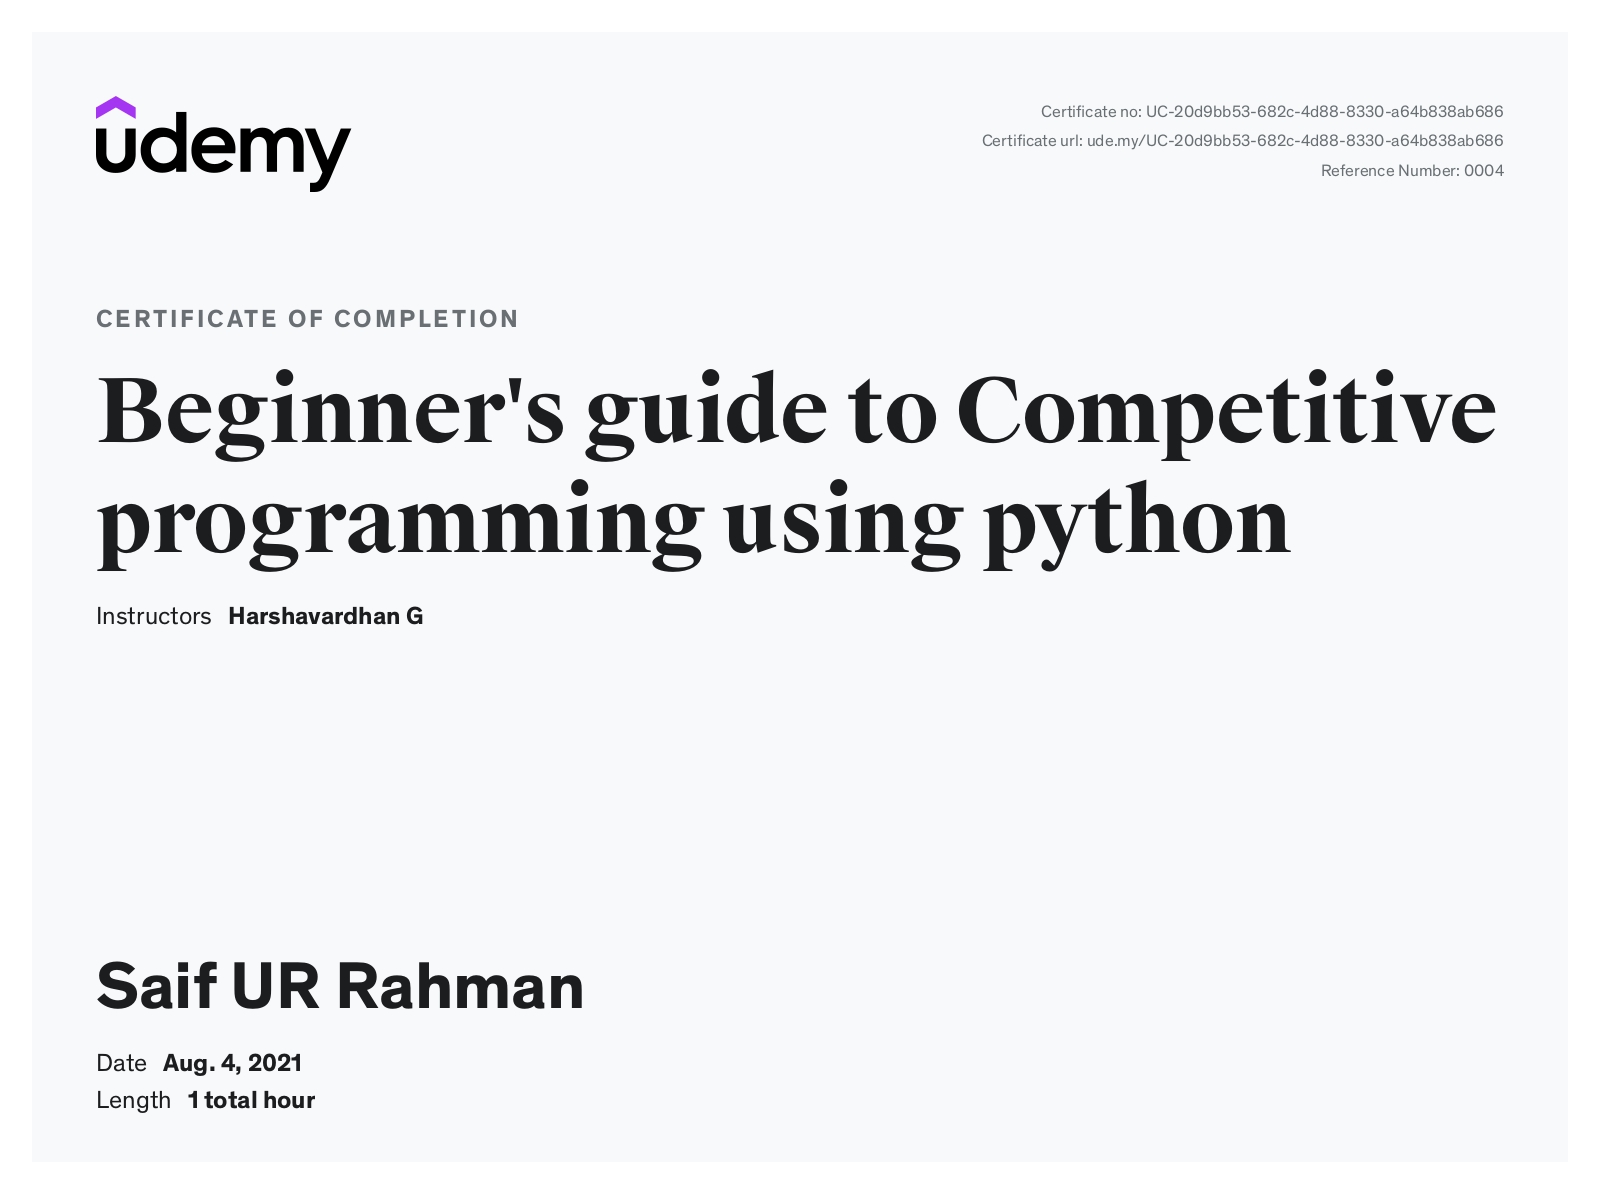 udemy
Certificate no: UC-20d9bb53-682c-4d88-8330-a64b838ab686
Certificate url: ude.my/UC-20d9bb53-682c-4d88-8330-a64b838ab686
Reference Number: 0004
CERTIFICATE OF COMPLETION
Beginner's guide to Competitive
programming using python
Instructors Harshavardhan G
Saif UR Rahman
Date Aug. 4, 2021
Length 1 total hour